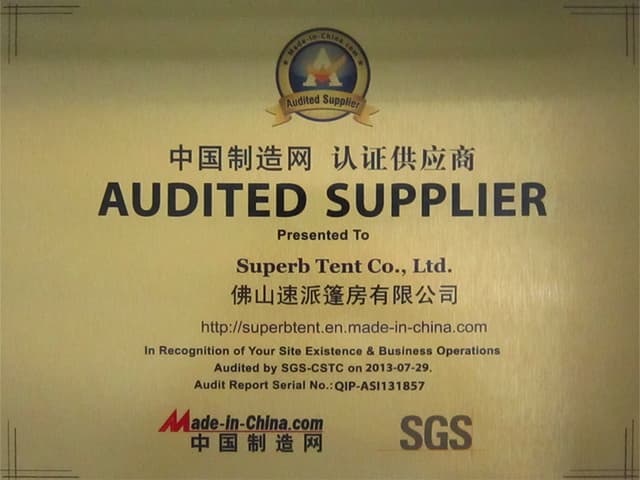 Made-in-China.com
Audited Supplier
中国制造网 认证供应商
AUDITED SUPPLIER
Presented To
Superb Tent Co., Ltd.
佛山速派篷房有限公司
http://superbtent.en.made-in-china.com
In Recognition of Your Site Existence & Business Operations
Audited by SGS-CSTC on 2013-07-29.
Audit Report Serial No.: QIP-ASI131857
Made-in-China.com
中国制造网
SGS